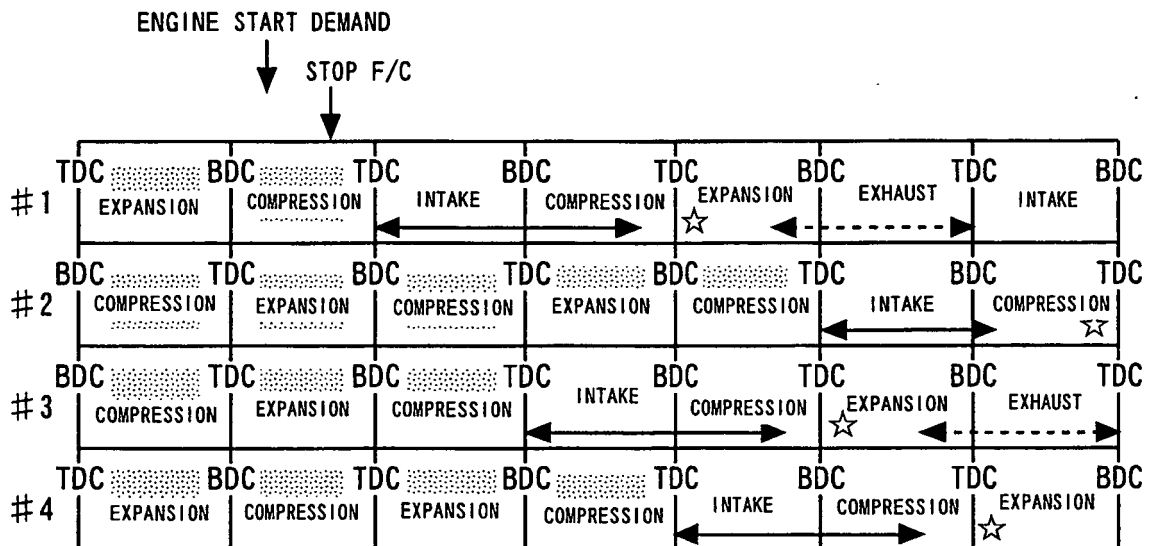 ENGINE START DEMAND
STOP F/C
TDC BDC TDC BDC TDC BDC TDC BDC
#1 EXPANSION COMPRESSION INTAKE COMPRESSION EXPANSION EXHAUST INTAKE
BDC TDC BDC TDC BDC TDC BDC TDC
#2 COMPRESSION EXPANSION COMPRESSION EXPANSION COMPRESSION INTAKE COMPRESSION
BDC TDC BDC TDC BDC TDC BDC TDC
#3 COMPRESSION EXPANSION COMPRESSION INTAKE COMPRESSION EXPANSION EXHAUST
TDC BDC TDC BDC TDC BDC TDC BDC
#4 EXPANSION COMPRESSION EXPANSION COMPRESSION INTAKE COMPRESSION EXPANSION